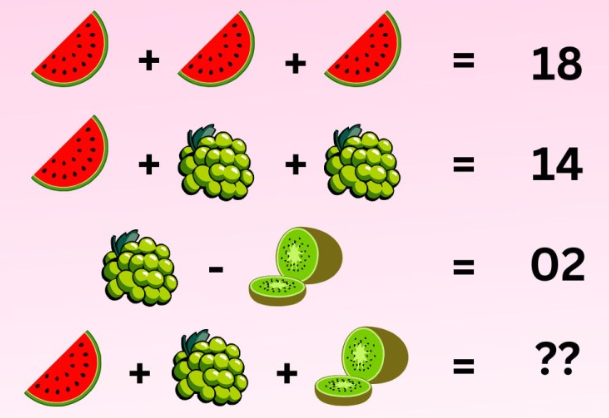 + + = 18
+ + = 14
- = 02
+ + = ??